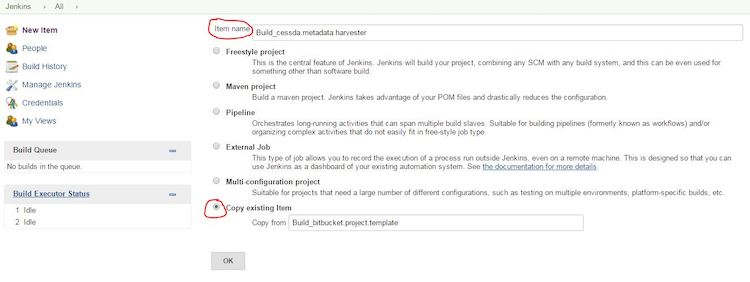 Jenkins › All ›
New Item
People
Build History
Manage Jenkins
Credentials
My Views
Build Queue
No builds in the queue.
Build Executor Status
1 Idle
2 Idle
Item name Build_cessda.metadata.harvester
Freestyle project
This is the central feature of Jenkins. Jenkins will build your project, combining any SCM with any build system, and this can be even used for
something other than software build.
Maven project
Build a maven project. Jenkins takes advantage of your POM files and drastically reduces the configuration.
Pipeline
Orchestrates long-running activities that can span multiple build slaves. Suitable for building pipelines (formerly known as workflows) and/or
organizing complex activities that do not easily fit in free-style job type.
External Job
This type of job allows you to record the execution of a process run outside Jenkins, even on a remote machine. This is designed so that you can
use Jenkins as a dashboard of your existing automation system. See the documentation for more details.
Multi-configuration project
Suitable for projects that need a large number of different configurations, such as testing on multiple environments, platform-specific builds, etc.
Copy existing Item
Copy from Build_bitbucket.project.template
OK